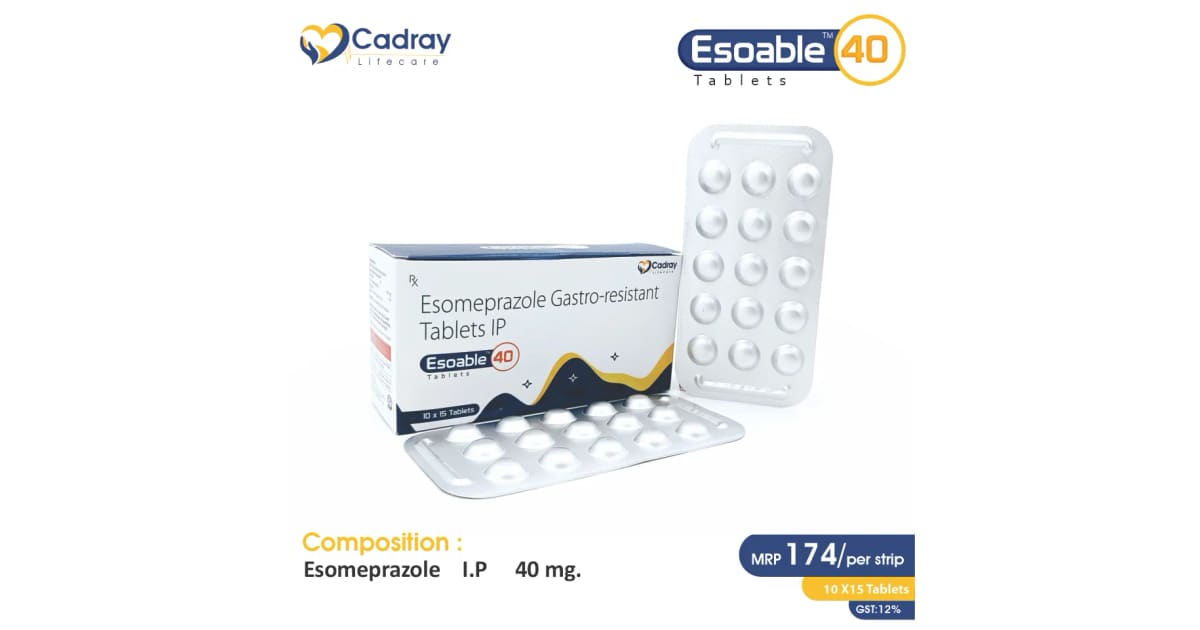 Cadray
Lifecare
Esoable™ 40
Tablets
Cadray
Lifecare
Rx
Esomeprazole Gastro-resistant
Tablets IP
Esoable™ 40
Tablets
10 x 15 Tablets
Composition :
Esomeprazole I.P 40 mg.
MRP 174/per strip
10 X15 Tablets
GST:12%